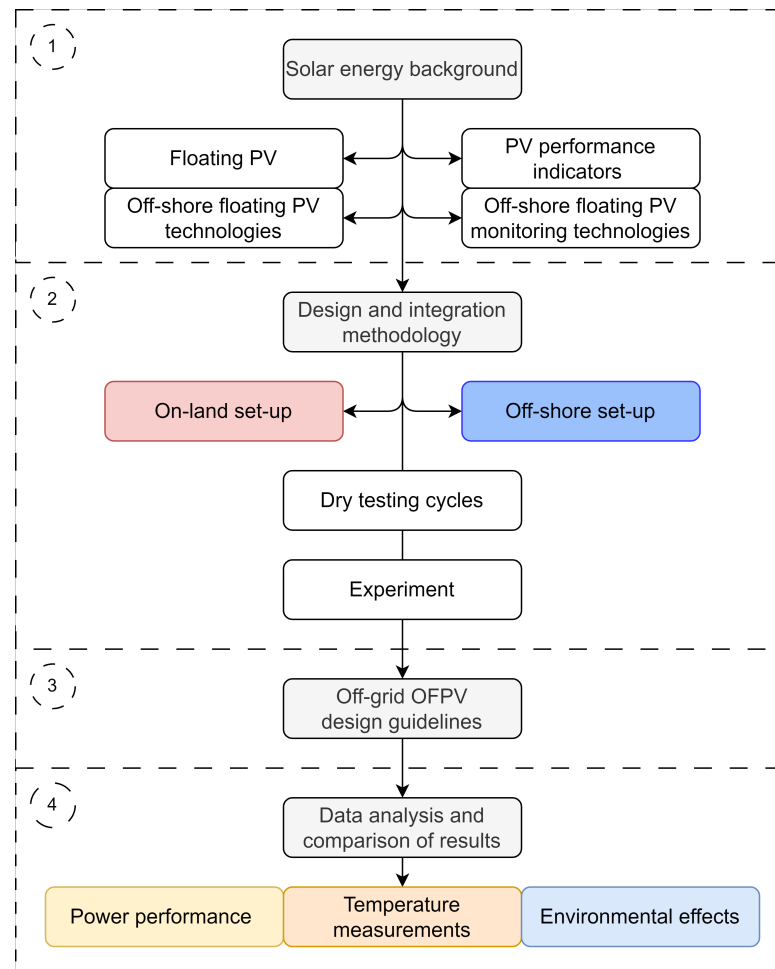 1
Solar energy background
Floating PV
PV performance
indicators
Off-shore floating PV
technologies
Off-shore floating PV
monitoring technologies
2
Design and integration
methodology
On-land set-up
Off-shore set-up
Dry testing cycles
Experiment
3
Off-grid OFPV
design guidelines
4
Data analysis and
comparison of results
Power performance
Temperature
measurements
Environmental effects